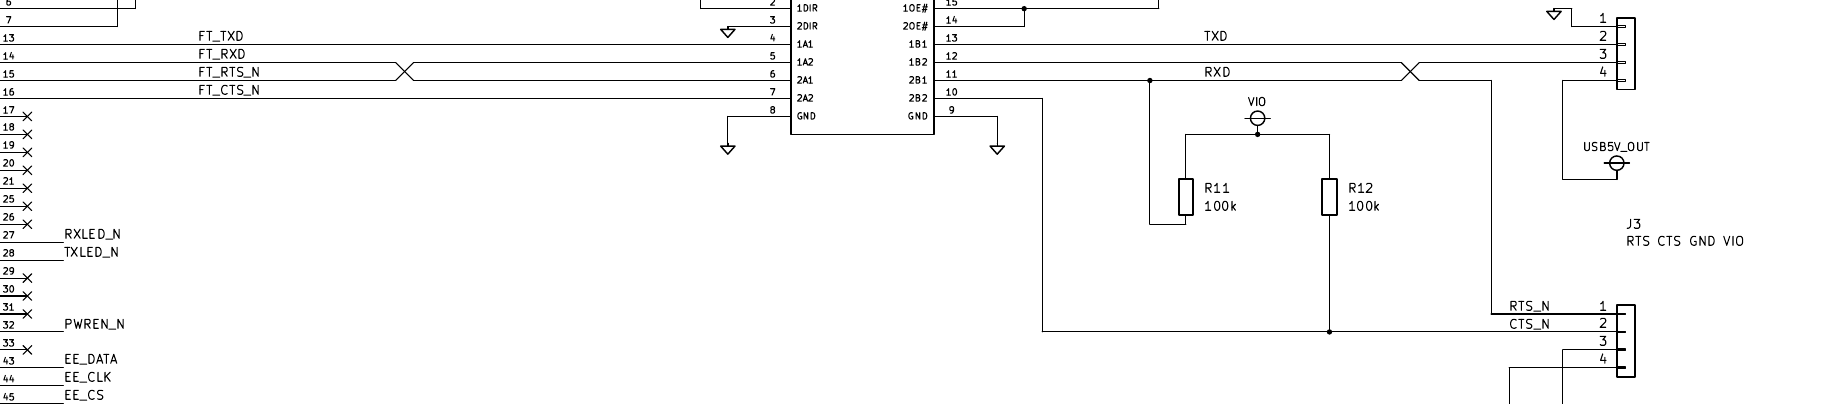 6
7
13 FT_TXD
14 FT_RXD
15 FT_RTS_N
16 FT_CTS_N
17
18
19
20
21
25
26
27 RXLED_N
28 TXLED_N
29
30
31
32 PWREN_N
33
43 EE_DATA
44 EE_CLK
45 EE_CS
2 1DIR 1OE# 15
3 2DIR 2OE# 14
4 1A1 1B1 13
5 1A2 1B2 12
6 2A1 2B1 11
7 2A2 2B2 10
8 GND GND 9
TXD
RXD
VIO
R11
100k
R12
100k
1
2
3
4
USB5V_OUT
J3
RTS CTS GND VIO
RTS_N 1
CTS_N 2
3
4